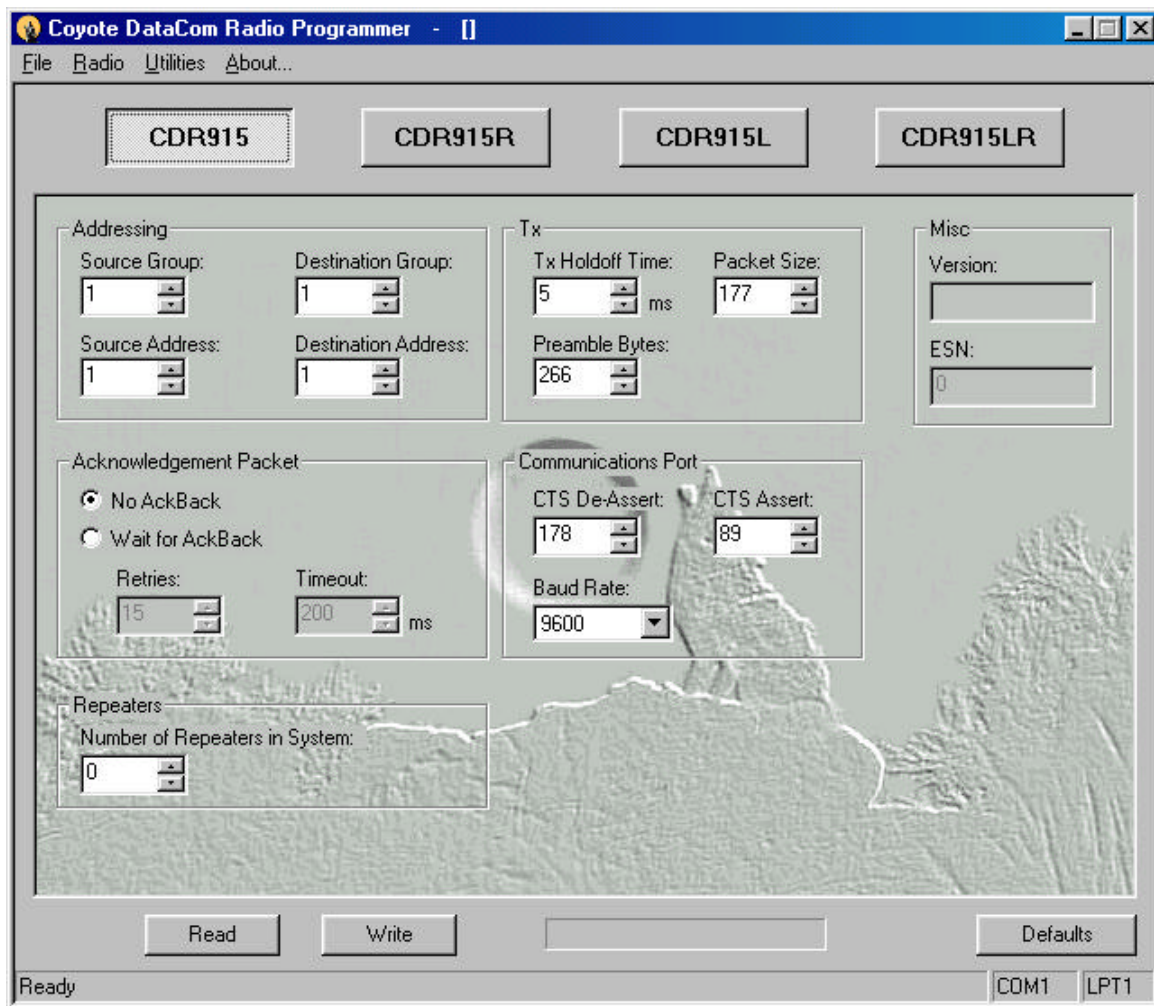 Coyote DataCom Radio Programmer - []
File Radio Utilities About...
CDR915 CDR915R CDR915L CDR915LR
Addressing
Source Group: Destination Group:
1 1
Source Address: Destination Address:
1 1
Tx
Tx Holdoff Time: Packet Size:
5 ms 177
Preamble Bytes:
266
Misc
Version:
ESN:
0
Acknowledgement Packet
No AckBack
Wait for AckBack
Retries: Timeout:
15 200 ms
Communications Port
CTS De-Assert: CTS Assert:
178 89
Baud Rate:
9600
Repeaters
Number of Repeaters in System:
0
Read Write Defaults
Ready COM1 LPT1